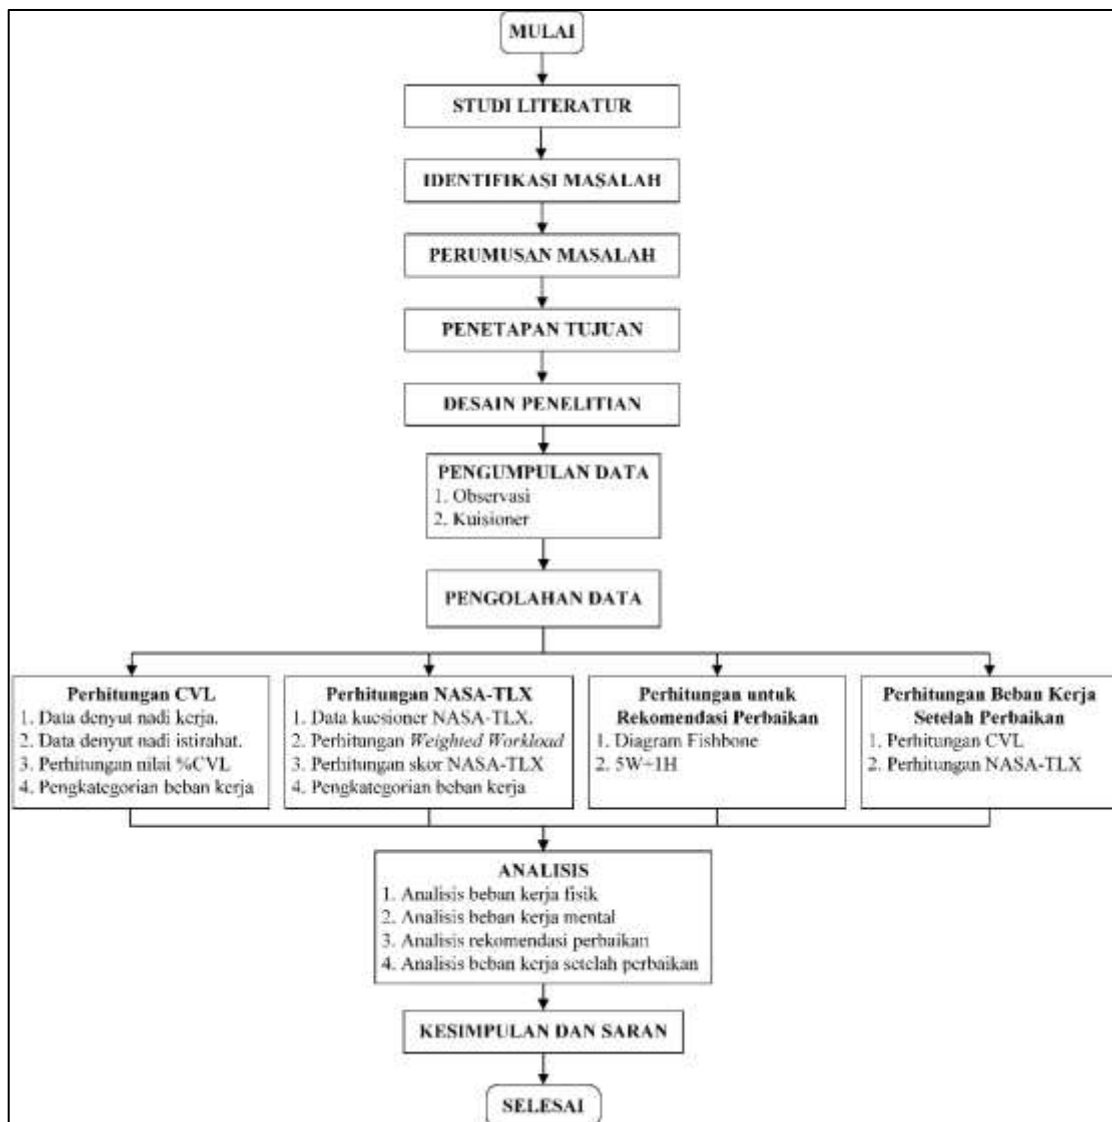 MULAI
STUDI LITERATUR
IDENTIFIKASI MASALAH
PERUMUSAN MASALAH
PENETAPAN TUJUAN
DESAIN PENELITIAN
PENGUMPULAN DATA
1. Observasi
2. Kuisioner
PENGOLAHAN DATA
Perhitungan CVL
1. Data denyut nadi kerja.
2. Data denyut nadi istirahat.
3. Perhitungan nilai %CVL
4. Pengkategorian beban kerja
Perhitungan NASA-TLX
1. Data kuesioner NASA-TLX.
2. Perhitungan Weighted Workload
3. Perhitungan skor NASA-TLX
4. Pengkategorian beban kerja
Perhitungan untuk
Rekomendasi Perbaikan
1. Diagram Fishbone
2. 5W+1H
Perhitungan Beban Kerja
Setelah Perbaikan
1. Perhitungan CVL
2. Perhitungan NASA-TLX
ANALISIS
1. Analisis beban kerja fisik
2. Analisis beban kerja mental
3. Analisis rekomendasi perbaikan
4. Analisis beban kerja setelah perbaikan
KESIMPULAN DAN SARAN
SELESAI